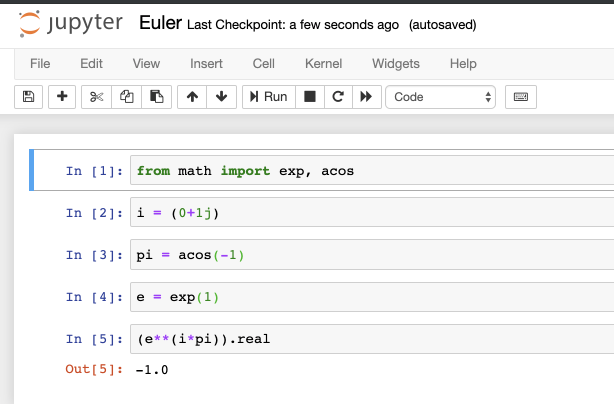 jupyter Euler Last Checkpoint: a few seconds ago (autosaved)
File Edit View Insert Cell Kernel Widgets Help
Run Code
In [1]: from math import exp, acos
In [2]: i = (0+1j)
In [3]: pi = acos(-1)
In [4]: e = exp(1)
In [5]: (e**(i*pi)).real
Out[5]: -1.0